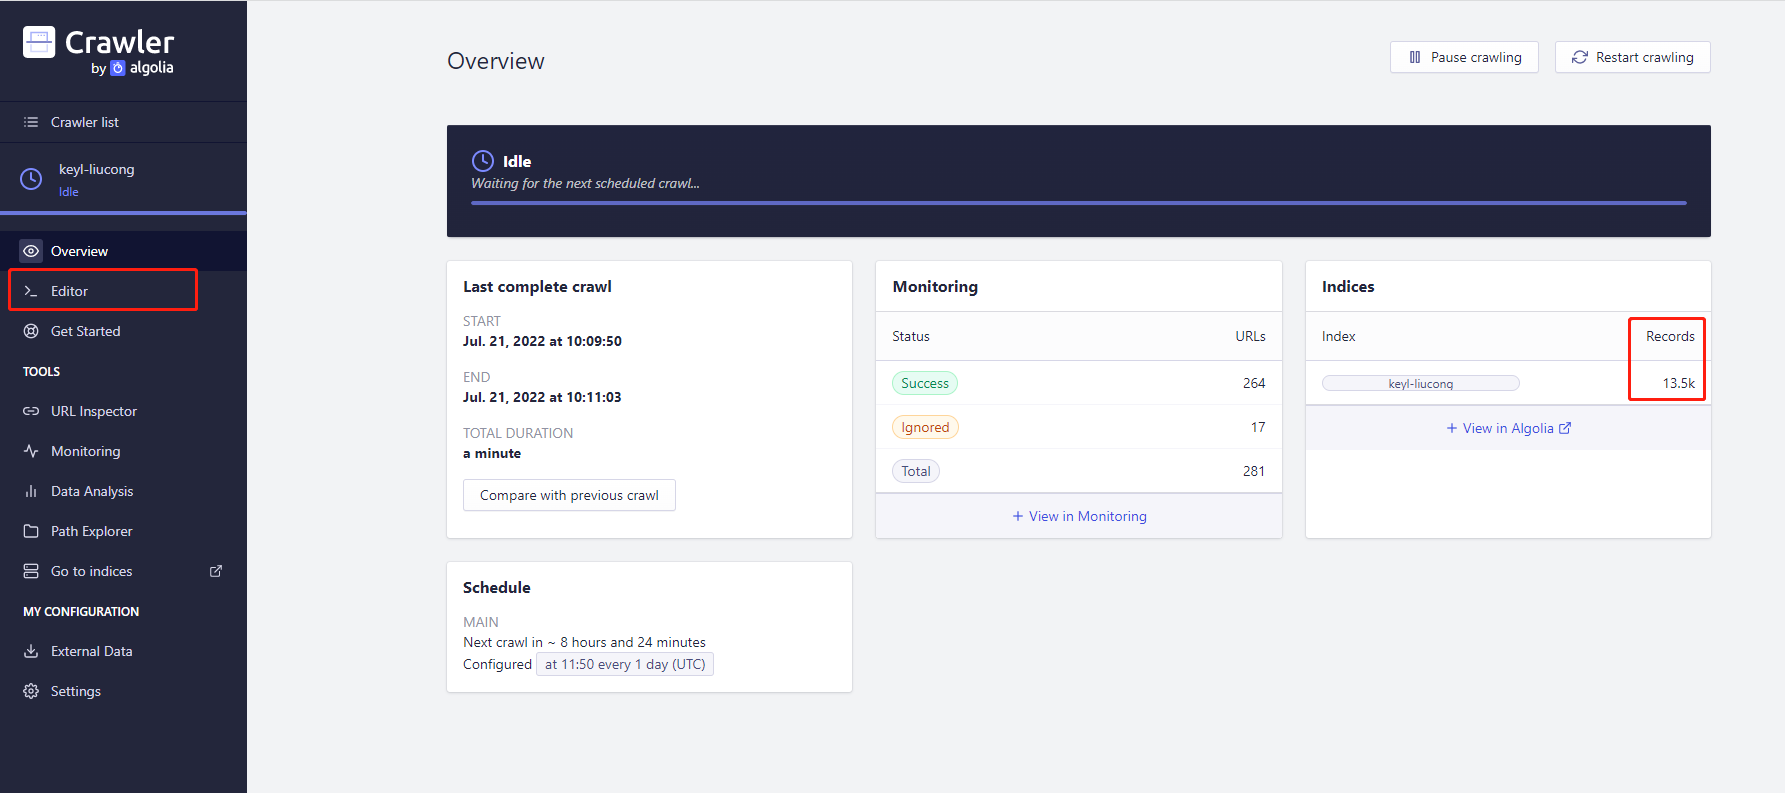 Crawler
by algolia
Crawler list
keyl-liucong
Idle
Overview
Editor
Get Started
TOOLS
URL Inspector
Monitoring
Data Analysis
Path Explorer
Go to indices
MY CONFIGURATION
External Data
Settings
Overview
Pause crawling
Restart crawling
Idle
Waiting for the next scheduled crawl...
Last complete crawl
START
Jul. 21, 2022 at 10:09:50
END
Jul. 21, 2022 at 10:11:03
TOTAL DURATION
a minute
Compare with previous crawl
Monitoring
Status URLs
Success 264
Ignored 17
Total 281
+ View in Monitoring
Indices
Index Records
keyl-liucong 13.5k
+ View in Algolia
Schedule
MAIN
Next crawl in ~ 8 hours and 24 minutes
Configured at 11:50 every 1 day (UTC)